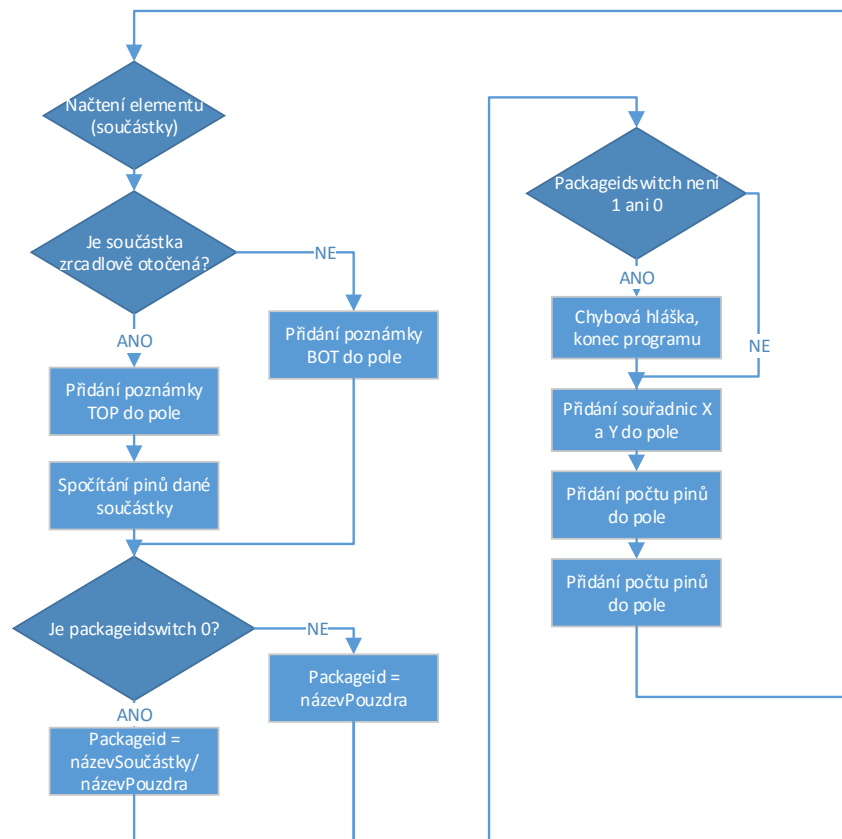 Načtení elementu
(součástky)
Je součástka
zrcadlově otočená?
NE
Přidání poznámky
BOT do pole
ANO
Přidání poznámky
TOP do pole
Spočítání pinů dané
součástky
Je packageidswitch 0?
NE
Packageid =
názevPouzdra
ANO
Packageid =
názevSoučástky/
názevPouzdra
Packageidswitch není
1 ani 0
ANO
Chybová hláška,
konec programu
NE
Přidání souřadnic X
a Y do pole
Přidání počtu pinů
do pole
Přidání počtu pinů
do pole